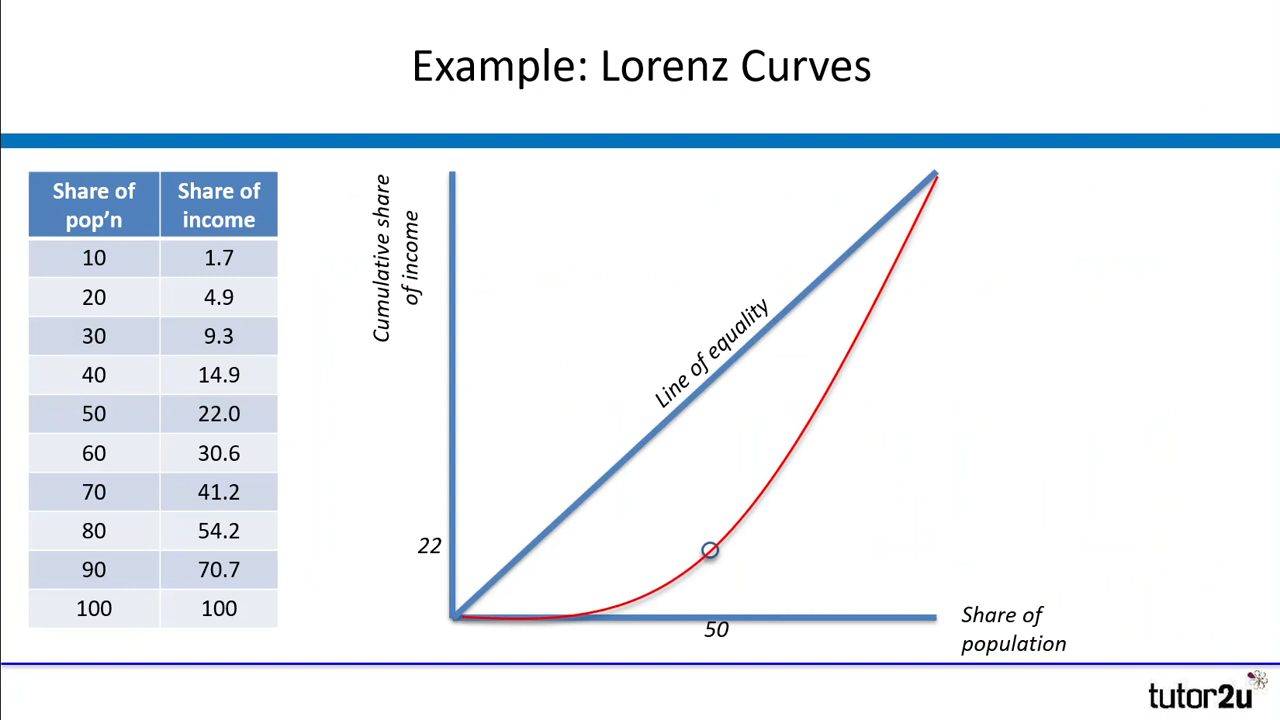 Example: Lorenz Curves
Share of pop'n Share of income
10 1.7
20 4.9
30 9.3
40 14.9
50 22.0
60 30.6
70 41.2
80 54.2
90 70.7
100 100
Cumulative share
of income
Line of equality
22
50
Share of
population
tutor2u